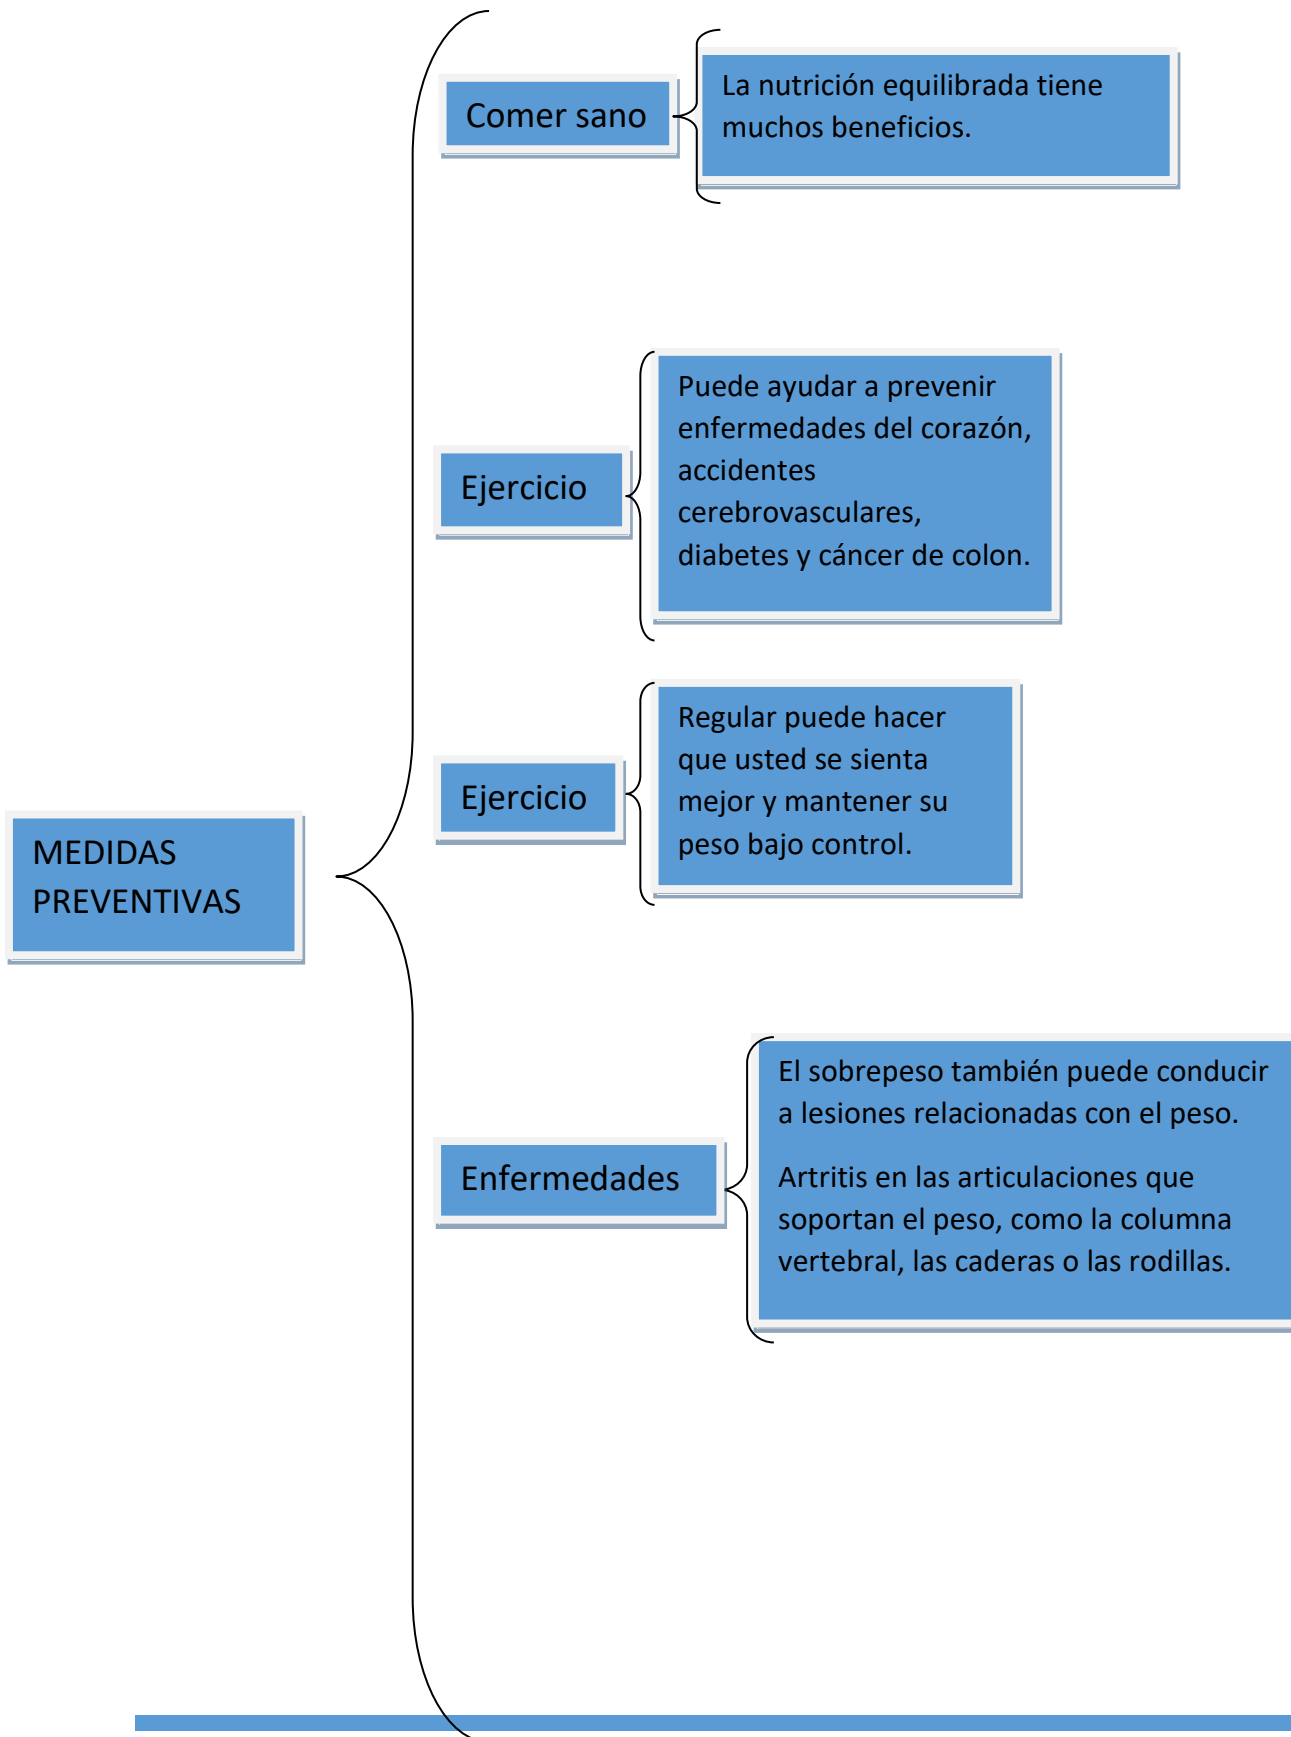 Comer sano
La nutrición equilibrada tiene
muchos beneficios.
Ejercicio
Puede ayudar a prevenir
enfermedades del corazón,
accidentes
cerebrovasculares,
diabetes y cáncer de colon.
Ejercicio
Regular puede hacer
que usted se sienta
mejor y mantener su
peso bajo control.
MEDIDAS
PREVENTIVAS
Enfermedades
El sobrepeso también puede conducir
a lesiones relacionadas con el peso.
Artritis en las articulaciones que
soportan el peso, como la columna
vertebral, las caderas o las rodillas.